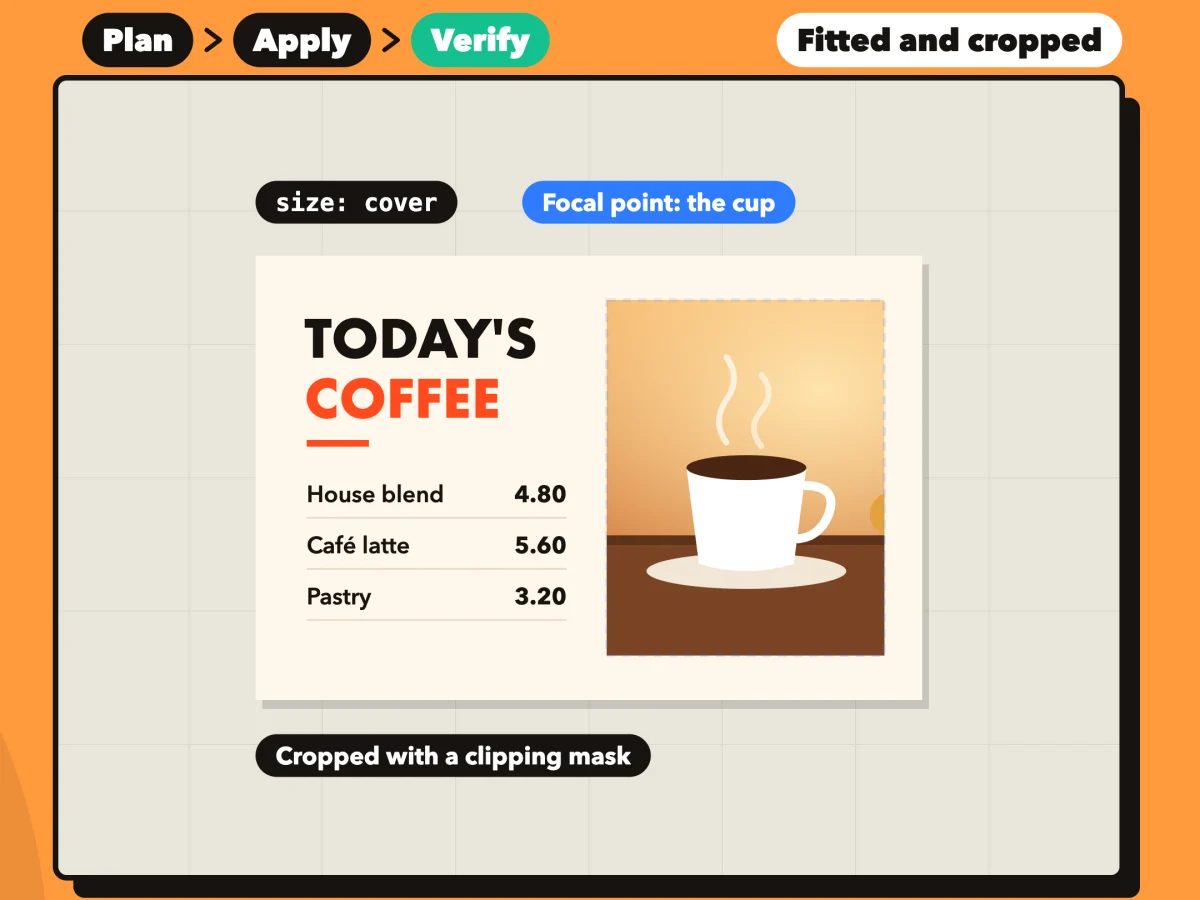 Plan > Apply > Verify
Fitted and cropped
size: cover
Focal point: the cup
TODAY'S
COFFEE
House blend 4.80
Café latte 5.60
Pastry 3.20
Cropped with a clipping mask